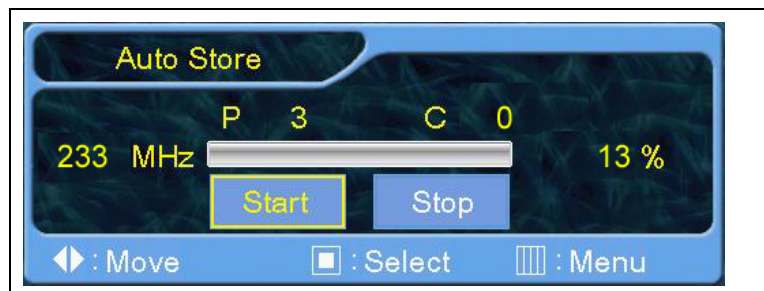 Auto Store
P 3 C 0
233 MHz 13 %
Start Stop
: Move : Select : Menu